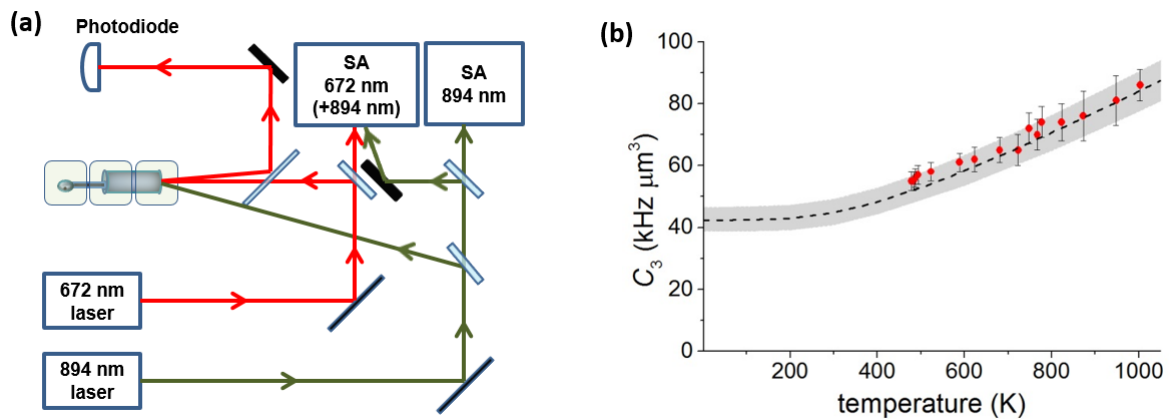 (a)
Photodiode
SA
672 nm
(+894 nm)
SA
894 nm
672 nm
laser
894 nm
laser
(b)
C₃ (kHz μm³)
100
80
60
40
20
0
200 400 600 800 1000
temperature (K)